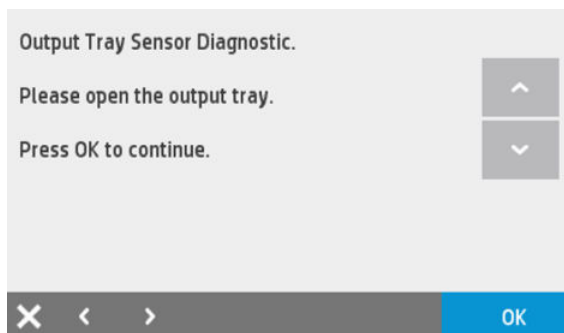 Output Tray Sensor Diagnostic.
Please open the output tray.
Press OK to continue.
OK